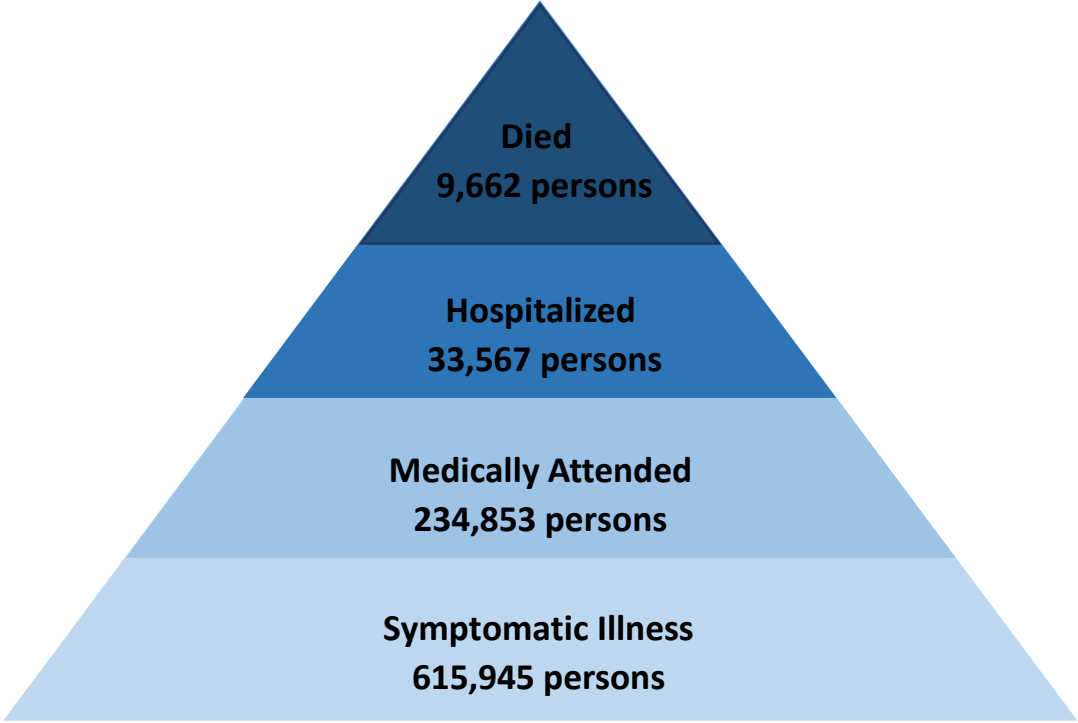 Died
9,662 persons
Hospitalized
33,567 persons
Medically Attended
234,853 persons
Symptomatic Illness
615,945 persons